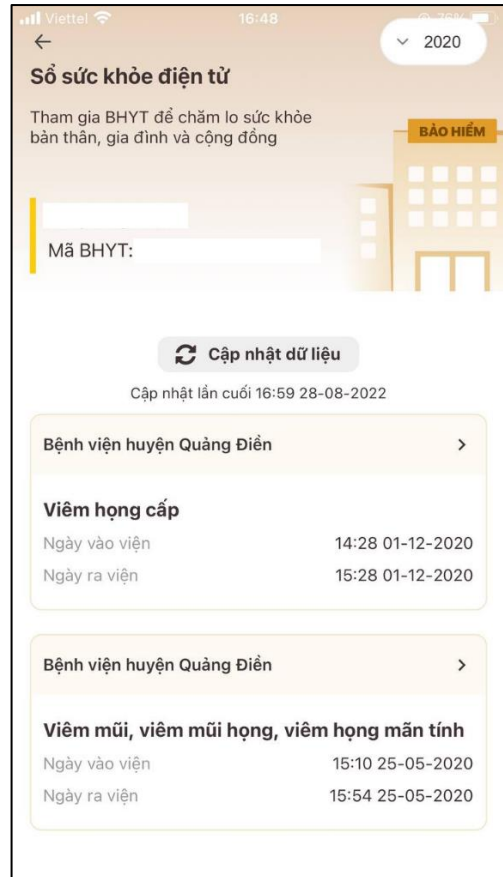 Viettel 16:48 76%
2020
Sổ sức khỏe điện tử
Tham gia BHYT để chăm lo sức khỏe
bản thân, gia đình và cộng đồng
BẢO HIỂM
Mã BHYT:
Cập nhật dữ liệu
Cập nhật lần cuối 16:59 28-08-2022
Bệnh viện huyện Quảng Điền
Viêm họng cấp
Ngày vào viện 14:28 01-12-2020
Ngày ra viện 15:28 01-12-2020
Bệnh viện huyện Quảng Điền
Viêm mũi, viêm mũi họng, viêm họng mãn tính
Ngày vào viện 15:10 25-05-2020
Ngày ra viện 15:54 25-05-2020